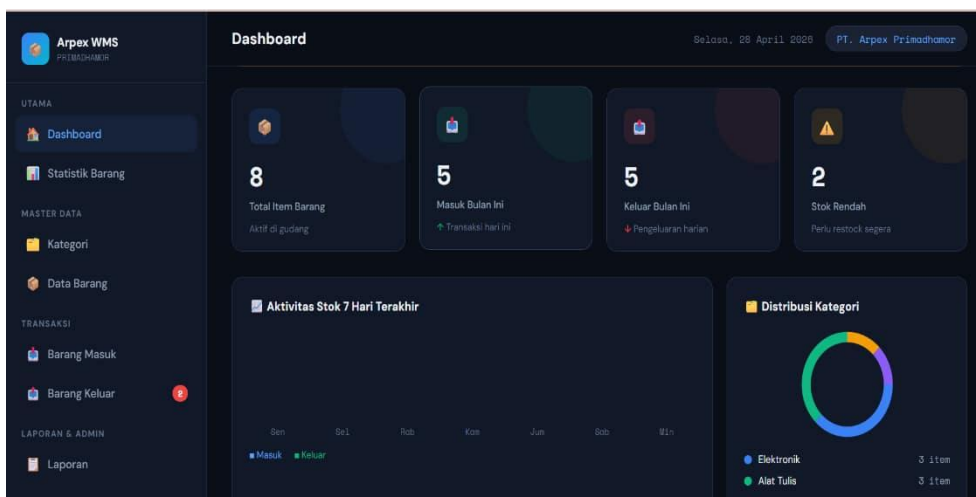 Arpex WMS
PRIMADHAMOR
UTAMA
Dashboard
Statistik Barang
MASTER DATA
Kategori
Data Barang
TRANSAKSI
Barang Masuk
Barang Keluar 2
LAPORAN & ADMIN
Laporan
Dashboard
Selasa, 28 April 2026
PT. Arpex Primadhamor
8
Total Item Barang
Aktif di gudang
5
Masuk Bulan Ini
↑ Transaksi hari ini
5
Keluar Bulan Ini
↓ Pengeluaran harian
2
Stok Rendah
Perlu restock segera
Aktivitas Stok 7 Hari Terakhir
Sen Sel Rab Kam Jum Sab Min
Masuk Keluar
Distribusi Kategori
Elektronik 3 item
Alat Tulis 3 item